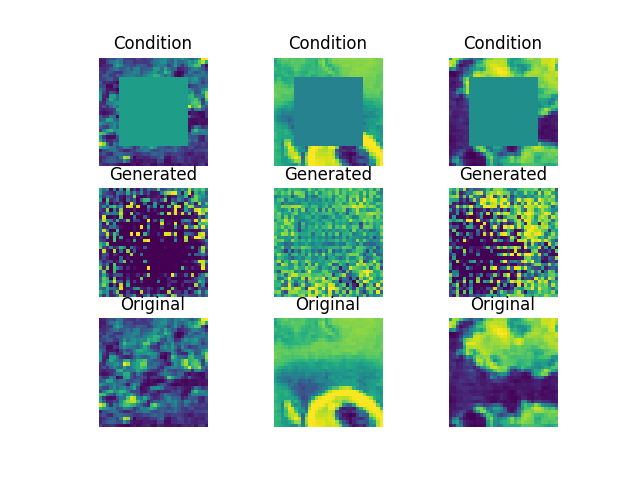 Condition Condition Condition
Generated Generated Generated
Original Original Original